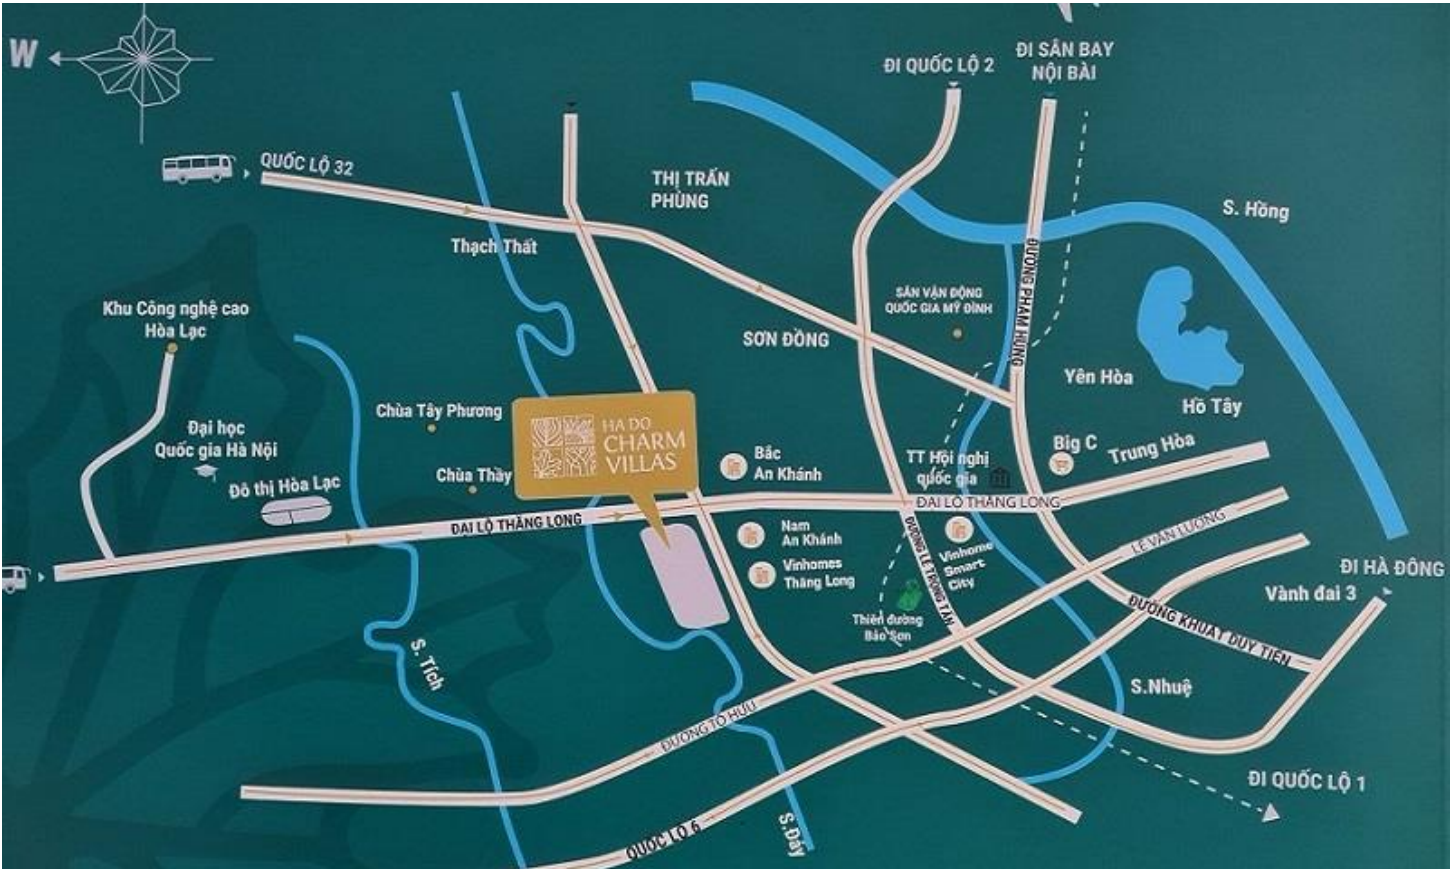 W
ĐI QUỐC LỘ 2
ĐI SÂN BAY
NỘI BÀI
QUỐC LỘ 32
THỊ TRẤN
PHÙNG
S. Hồng
Thạch Thất
SÂN VẬN ĐỘNG
QUỐC GIA MỸ ĐÌNH
ĐƯỜNG PHẠM HÙNG
Khu Công nghệ cao
Hòa Lạc
SƠN ĐỒNG
Yên Hòa
Hồ Tây
Chùa Tây Phương
Đại học
Quốc gia Hà Nội
HA DO
CHARM
VILLAS
Bắc
An Khánh
TT Hội nghị
quốc gia
Big C
Trung Hòa
Chùa Thầy
Đô thị Hòa Lạc
ĐẠI LỘ THĂNG LONG
ĐẠI LỘ THĂNG LONG
Nam
An Khánh
Vinhomes
Thăng Long
ĐƯỜNG LÊ TRỌNG TẤN
Vinhome
Smart
City
LÊ VĂN LƯƠNG
ĐI HÀ ĐÔNG
Vành đai 3
Thiên đường
Bảo Sơn
ĐƯỜNG KHUẤT DUY TIẾN
S. Tích
S.Nhuệ
ĐƯỜNG TỐ HỮU
ĐI QUỐC LỘ 1
QUỐC LỘ 6
S.Đáy